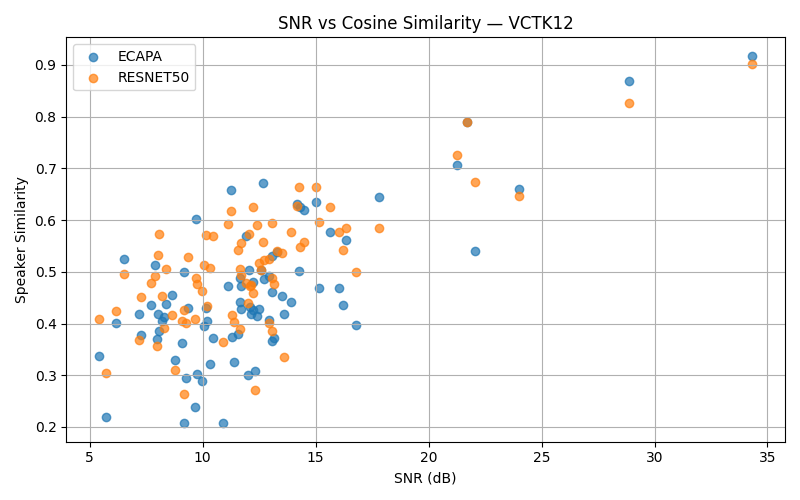 SNR vs Cosine Similarity — VCTK12
ECAPA
RESNET50
Speaker Similarity
0.9
0.8
0.7
0.6
0.5
0.4
0.3
0.2
5 10 15 20 25 30 35
SNR (dB)